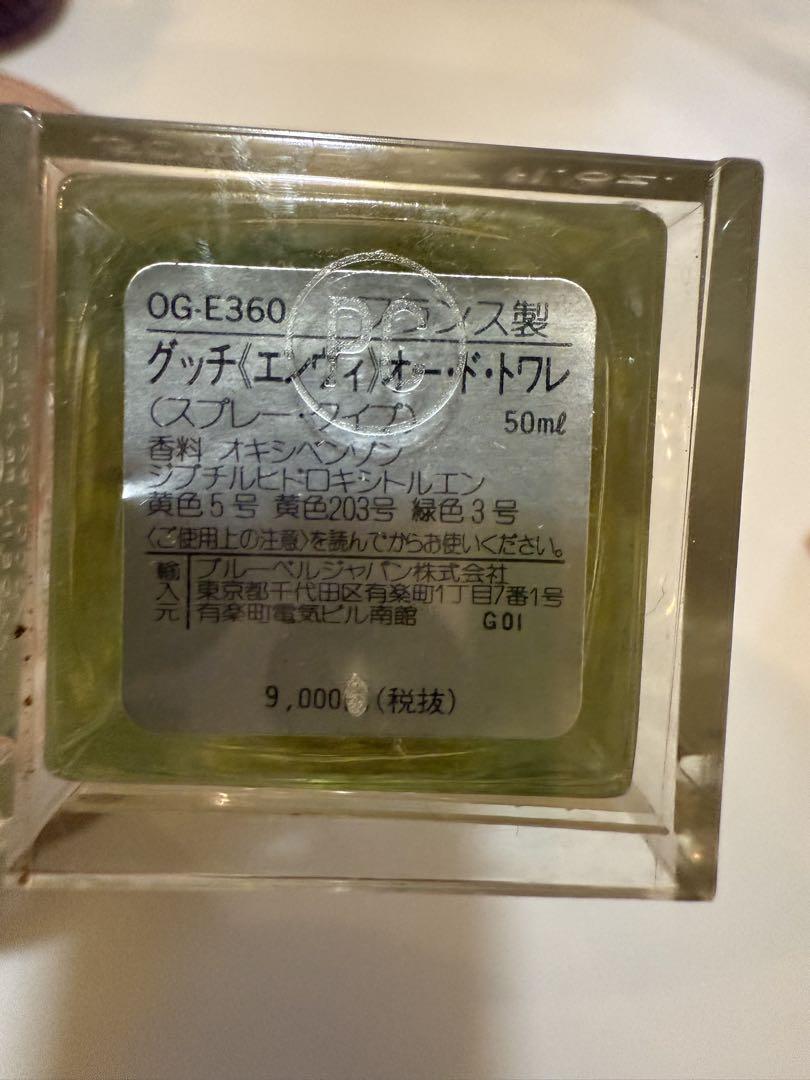 OG-E360 フランス製
グッチ《エンヴィ》オー・ド・トワレ
(スプレー・タイプ) 50ml
香料 オキシベンゾン
ジブチルヒドロキシトルエン
黄色5号 黄色203号 緑色3号
〈ご使用上の注意〉を読んでからお使いください。
輸入元 ブルーベルジャパン株式会社
東京都千代田区有楽町1丁目7番1号
有楽町電気ビル南館 G01
9,000円(税抜)
PC